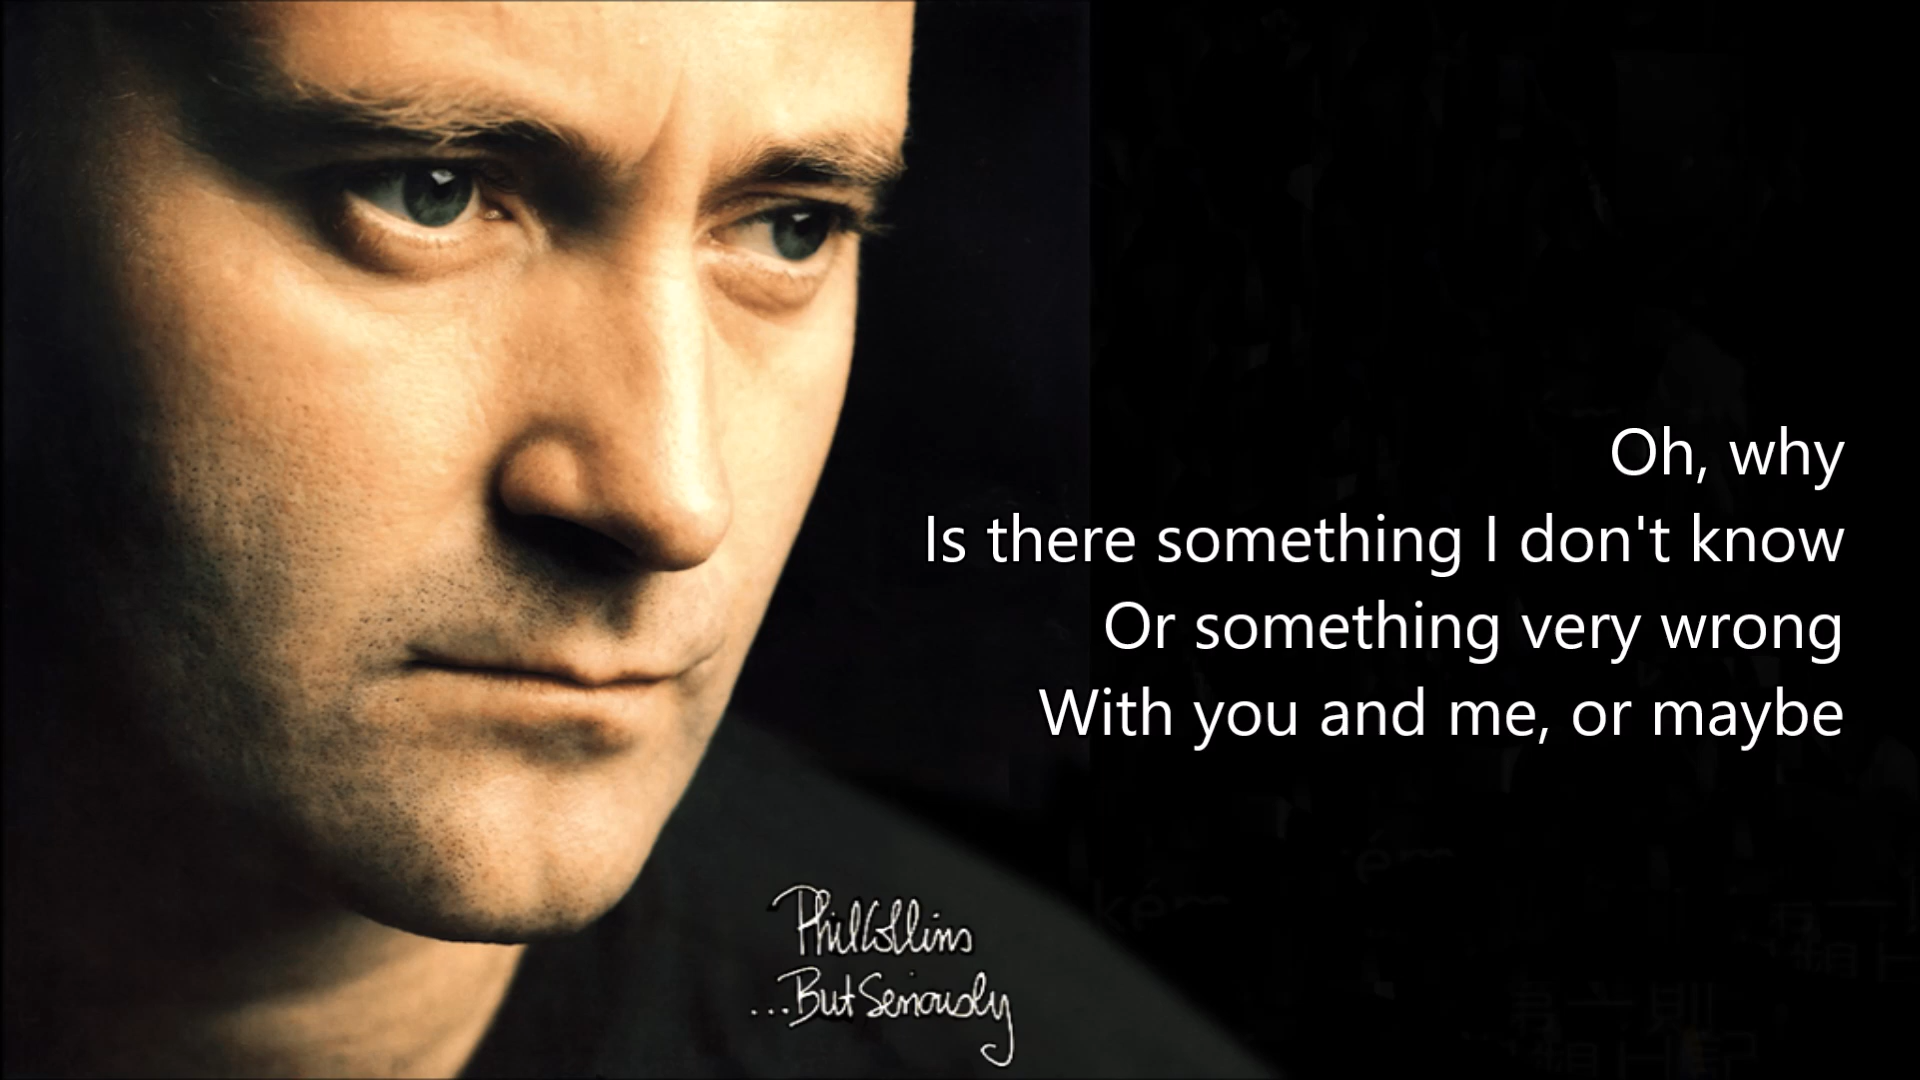 Oh, why
Is there something I don't know
Or something very wrong
With you and me, or maybe
Phil Collins
...But Seriously